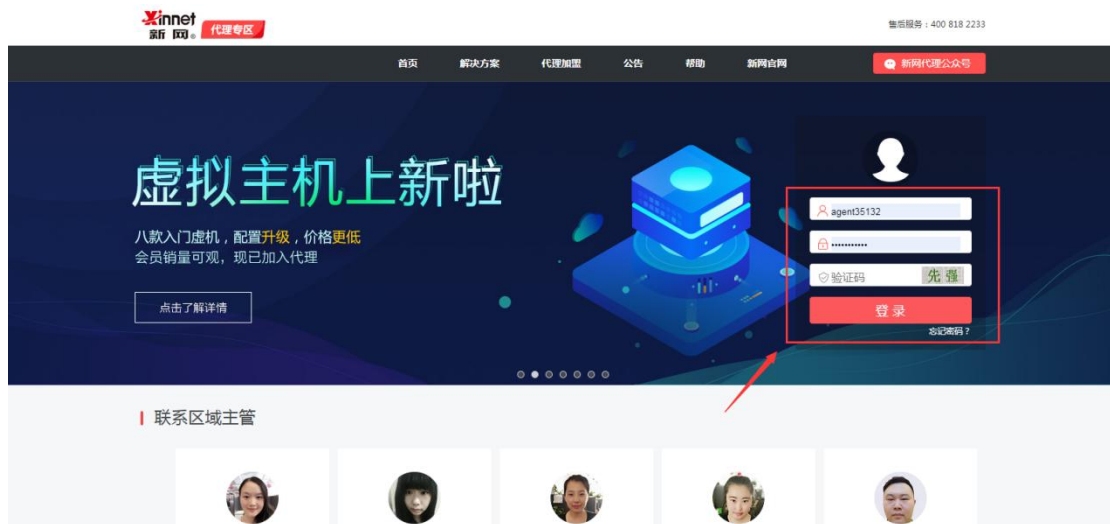 Xinnet
新网®
代理专区
售后服务：400 818 2233
首页 解决方案 代理加盟 公告 帮助 新网官网
新网代理公众号
虚拟主机上新啦
八款入门虚机，配置升级，价格更低
会员销量可观，现已加入代理
点击了解详情
agent35132
•••••••••••
验证码
先强
登录
忘记密码？
联系区域主管